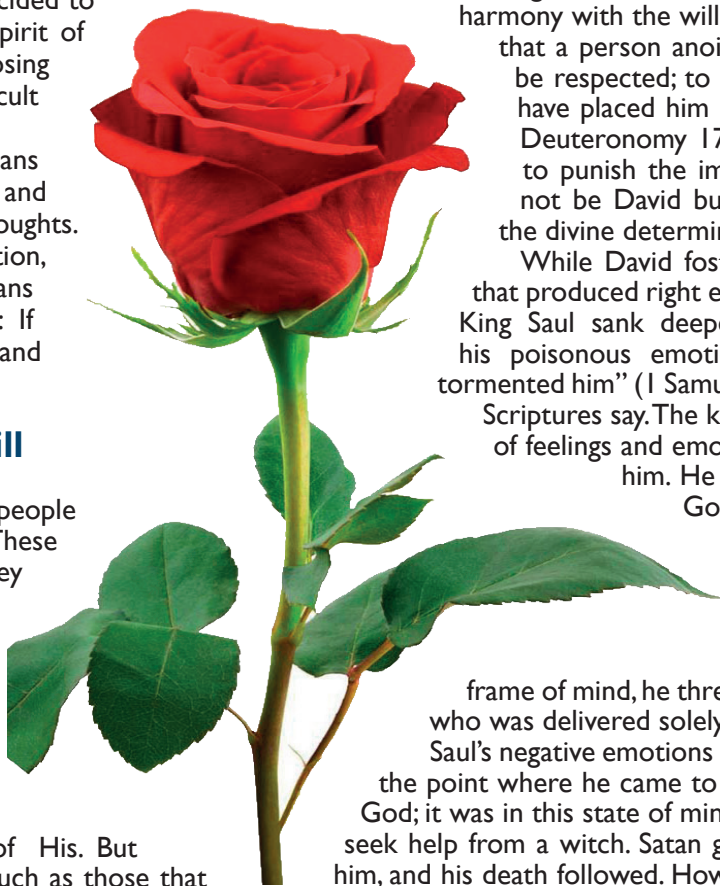 cided to
pirit of
osing
cult
ans
and
oughts.
tion,
ans
: If
and
ill
people
These
ey
of His. But
uch as those that
harmony with the will
that a person anoi
be respected; to
have placed him
Deuteronomy 17
to punish the im
not be David bu
the divine determin
While David fost
that produced right e
King Saul sank deepe
his poisonous emoti
tormented him” (1 Samu
Scriptures say. The k
of feelings and emo
him. He
Go
frame of mind, he thre
who was delivered solely
Saul’s negative emotions
the point where he came to
God; it was in this state of min
seek help from a witch. Satan g
him, and his death followed. How